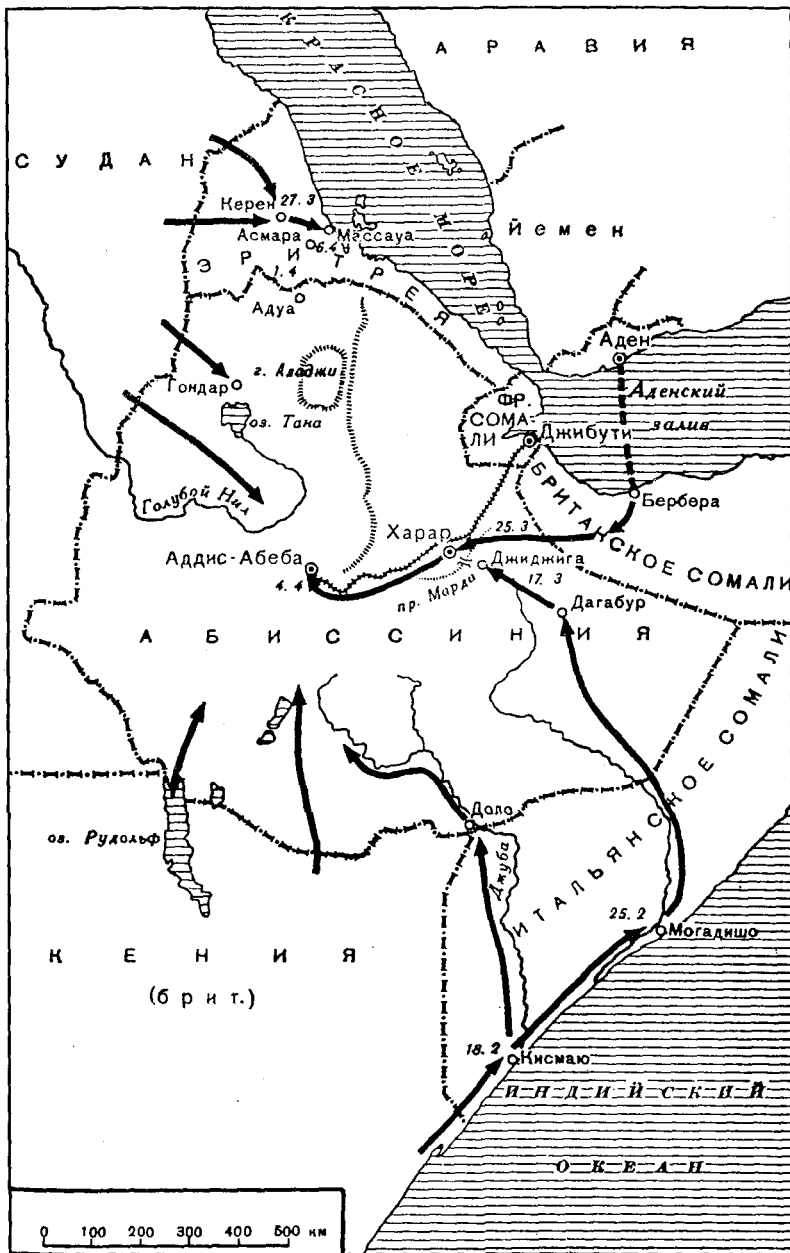 АРАВИЯ
КРАСНОЕ МОРЕ
СУДАН
Керен
27.3
Асмара
Массауа
6.4
Йемен
ЭРИТРЕЯ
1.4
Адуа
Аден
г. Аладжи
Гондар
оз. Тана
ФР.
СОМА-
ЛИ
Аденский
залив
Джибути
Голубой Нил
Бербера
БРИТАНСКОЕ СОМАЛИ
Харар
25.3
Аддис-Абеба
Джиджига
4.4
пр. Марда
17.3
Дагабур
АБИССИНИЯ
ИТАЛЬЯНСКОЕ СОМАЛИ
Доло
оз. Рудольф
Джуба
25.2
Могадишо
КЕНИЯ
(брит.)
18.2
Кисмаю
ИНДИЙСКИЙ
ОКЕАН
0 100 200 300 400 500 км